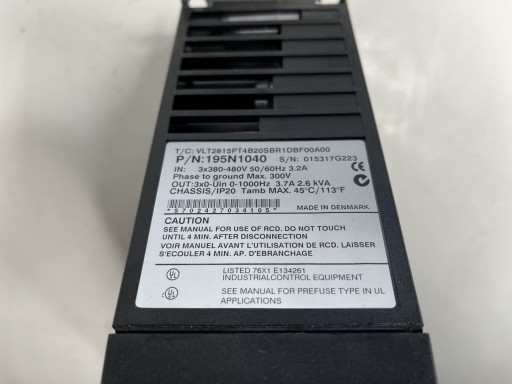 T/C: VLT2815PT4B20SBR1DBF00A00
P/N:195N1040 S/N: 015317G223
IN: 3x380-480V 50/60Hz 3.2A
Phase to ground Max. 300V
OUT:3x0-Uin 0-1000Hz 3.7A 2.6 kVA
CHASSIS/IP20 Tamb MAX. 45°C/113°F
*5702427034105* MADE IN DENMARK
CAUTION
SEE MANUAL FOR USE OF RCD. DO NOT TOUCH
UNTIL 4 MIN. AFTER DISCONNECTION
VOIR MANUEL AVANT L'UTILISATION DE RCD. LAISSER
S'ECOULER 4 MIN. AP. D'EBRANCHAGE
UL LISTED 76X1 E134261
INDUSTRIALCONTROL EQUIPMENT
c UL SEE MANUAL FOR PREFUSE TYPE IN UL
APPLICATIONS